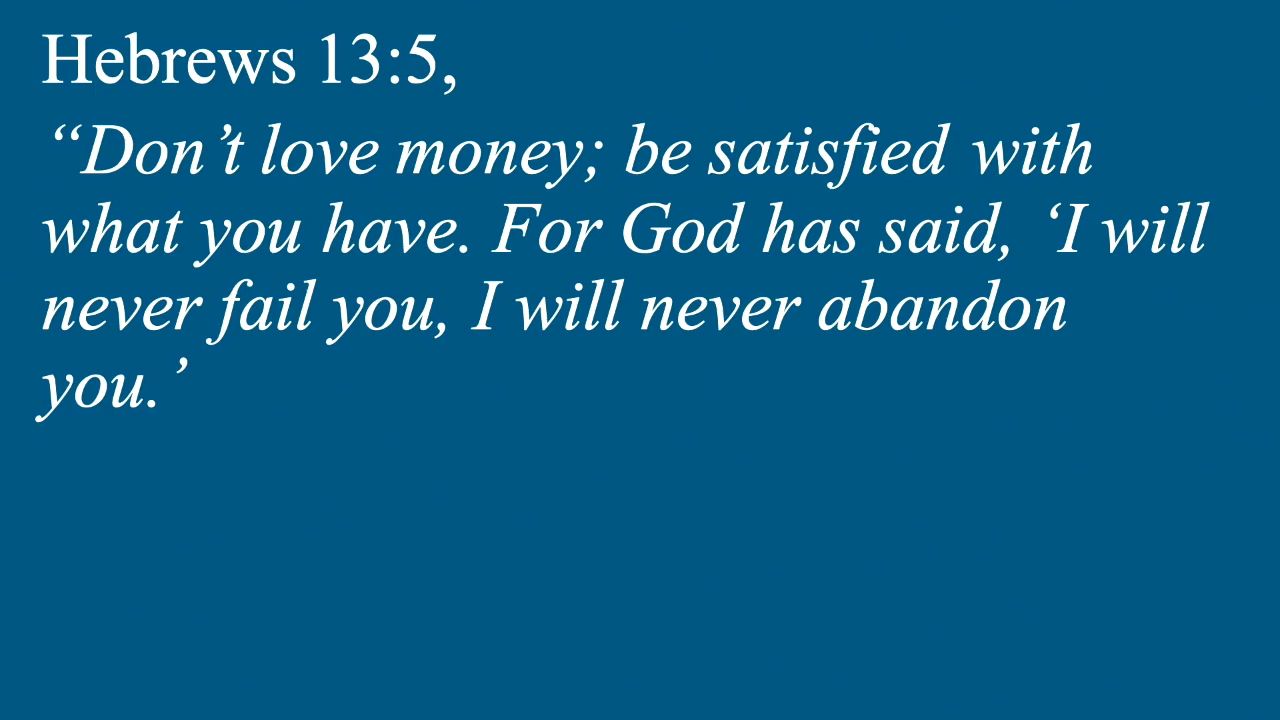 Hebrews 13:5,
“Don’t love money; be satisfied with
what you have. For God has said, ‘I will
never fail you, I will never abandon
you.’